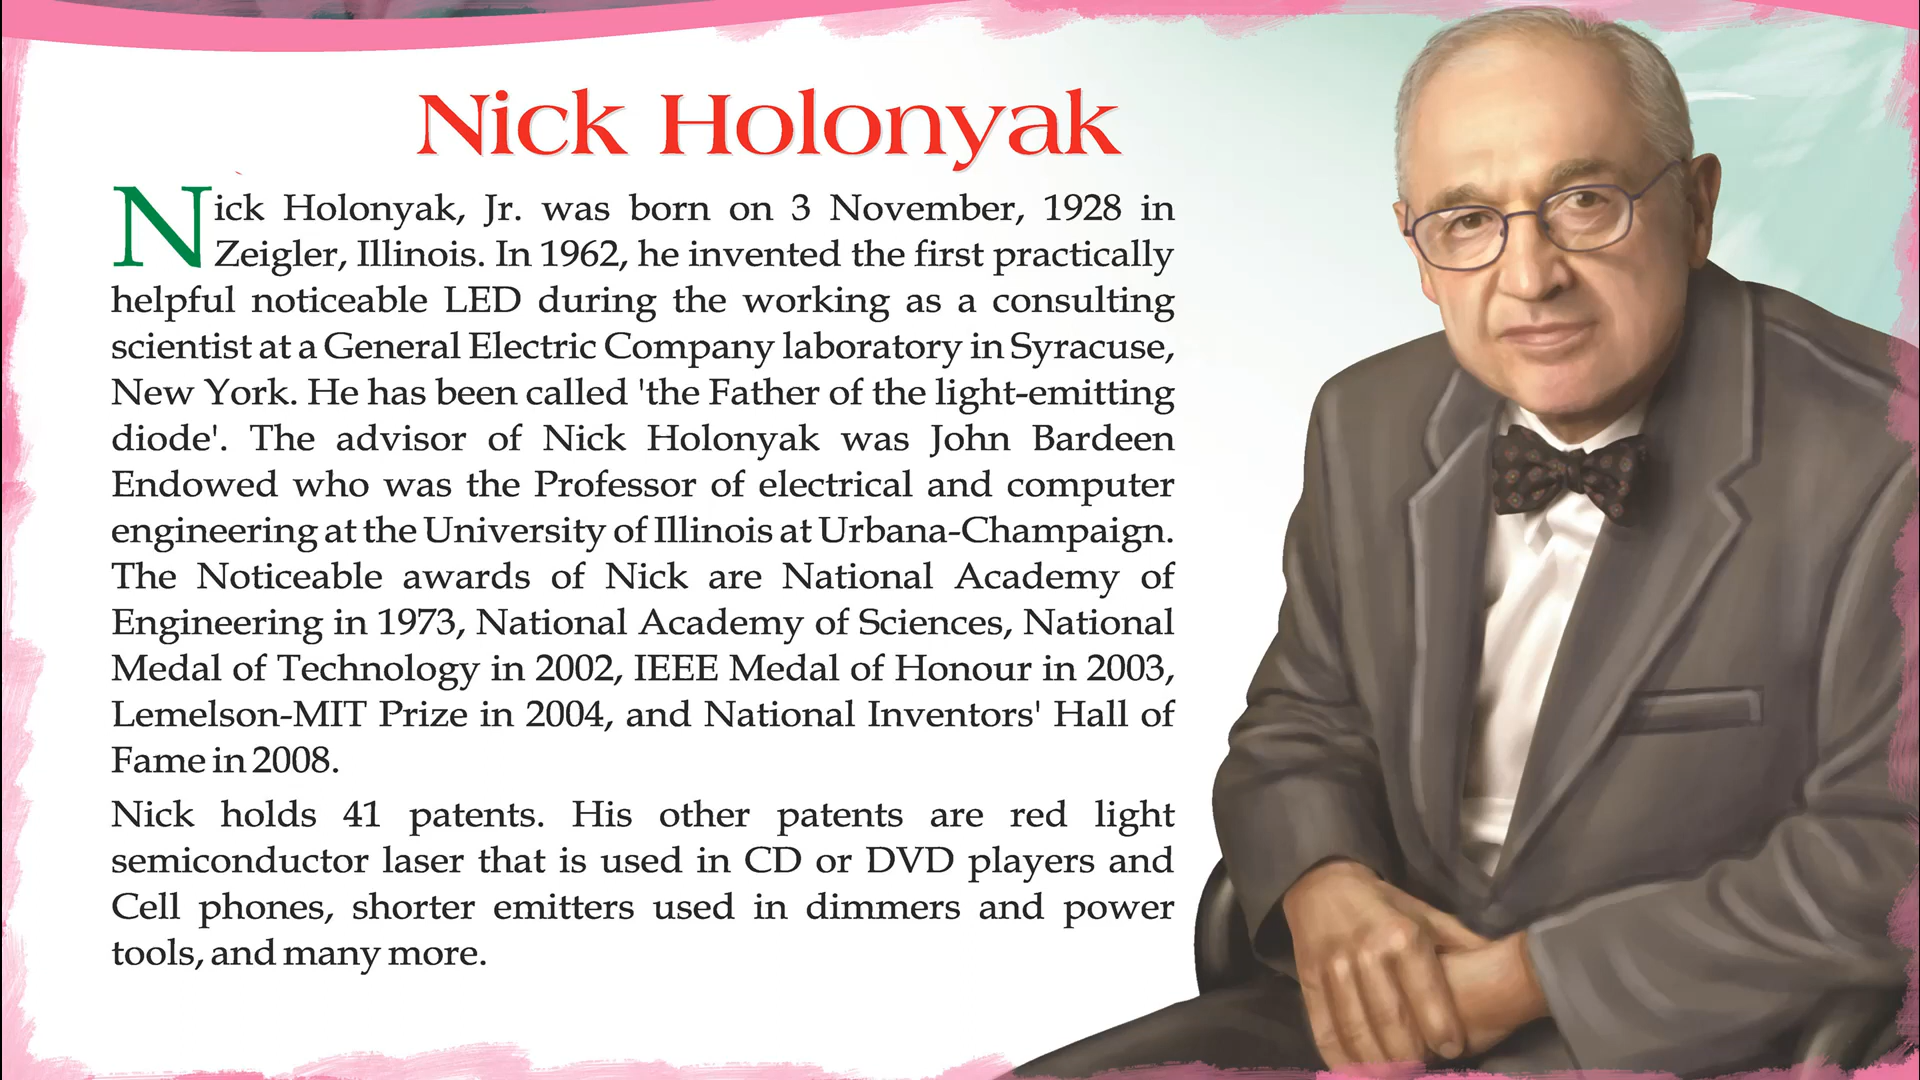 Nick Holonyak
Nick Holonyak, Jr. was born on 3 November, 1928 in
Zeigler, Illinois. In 1962, he invented the first practically
helpful noticeable LED during the working as a consulting
scientist at a General Electric Company laboratory in Syracuse,
New York. He has been called 'the Father of the light-emitting
diode'. The advisor of Nick Holonyak was John Bardeen
Endowed who was the Professor of electrical and computer
engineering at the University of Illinois at Urbana-Champaign.
The Noticeable awards of Nick are National Academy of
Engineering in 1973, National Academy of Sciences, National
Medal of Technology in 2002, IEEE Medal of Honour in 2003,
Lemelson-MIT Prize in 2004, and National Inventors' Hall of
Fame in 2008.
Nick holds 41 patents. His other patents are red light
semiconductor laser that is used in CD or DVD players and
Cell phones, shorter emitters used in dimmers and power
tools, and many more.